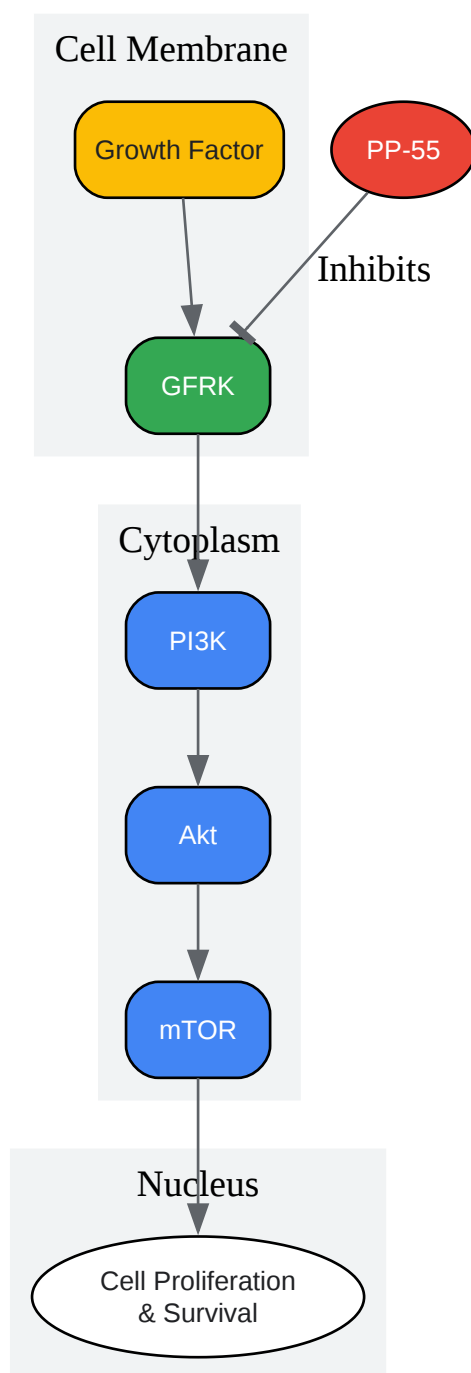 Cell Membrane
Growth Factor
PP-55
Inhibits
GFRK
Cytoplasm
PI3K
Akt
mTOR
Nucleus
Cell Proliferation
& Survival